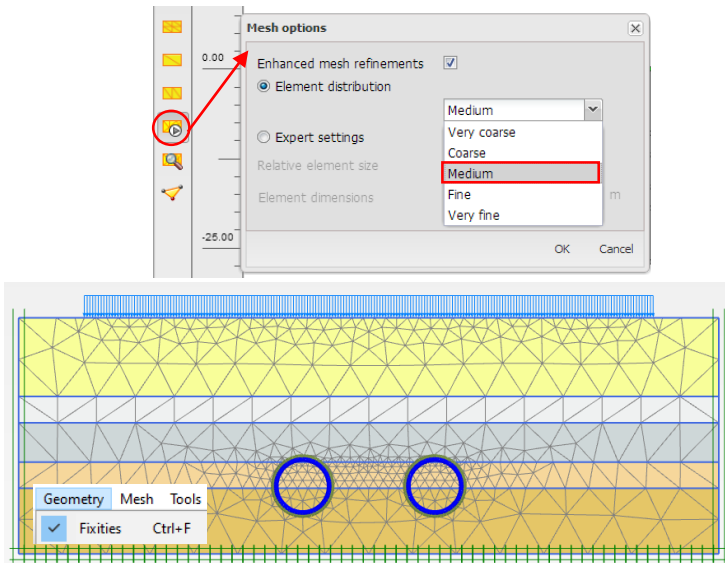 Mesh options
0.00
Enhanced mesh refinements
Element distribution
Medium
Very coarse
Expert settings
Coarse
Relative element size
Medium
Element dimensions
Fine
m
Very fine
-25.00
OK Cancel
Geometry Mesh Tools
Fixities Ctrl+F